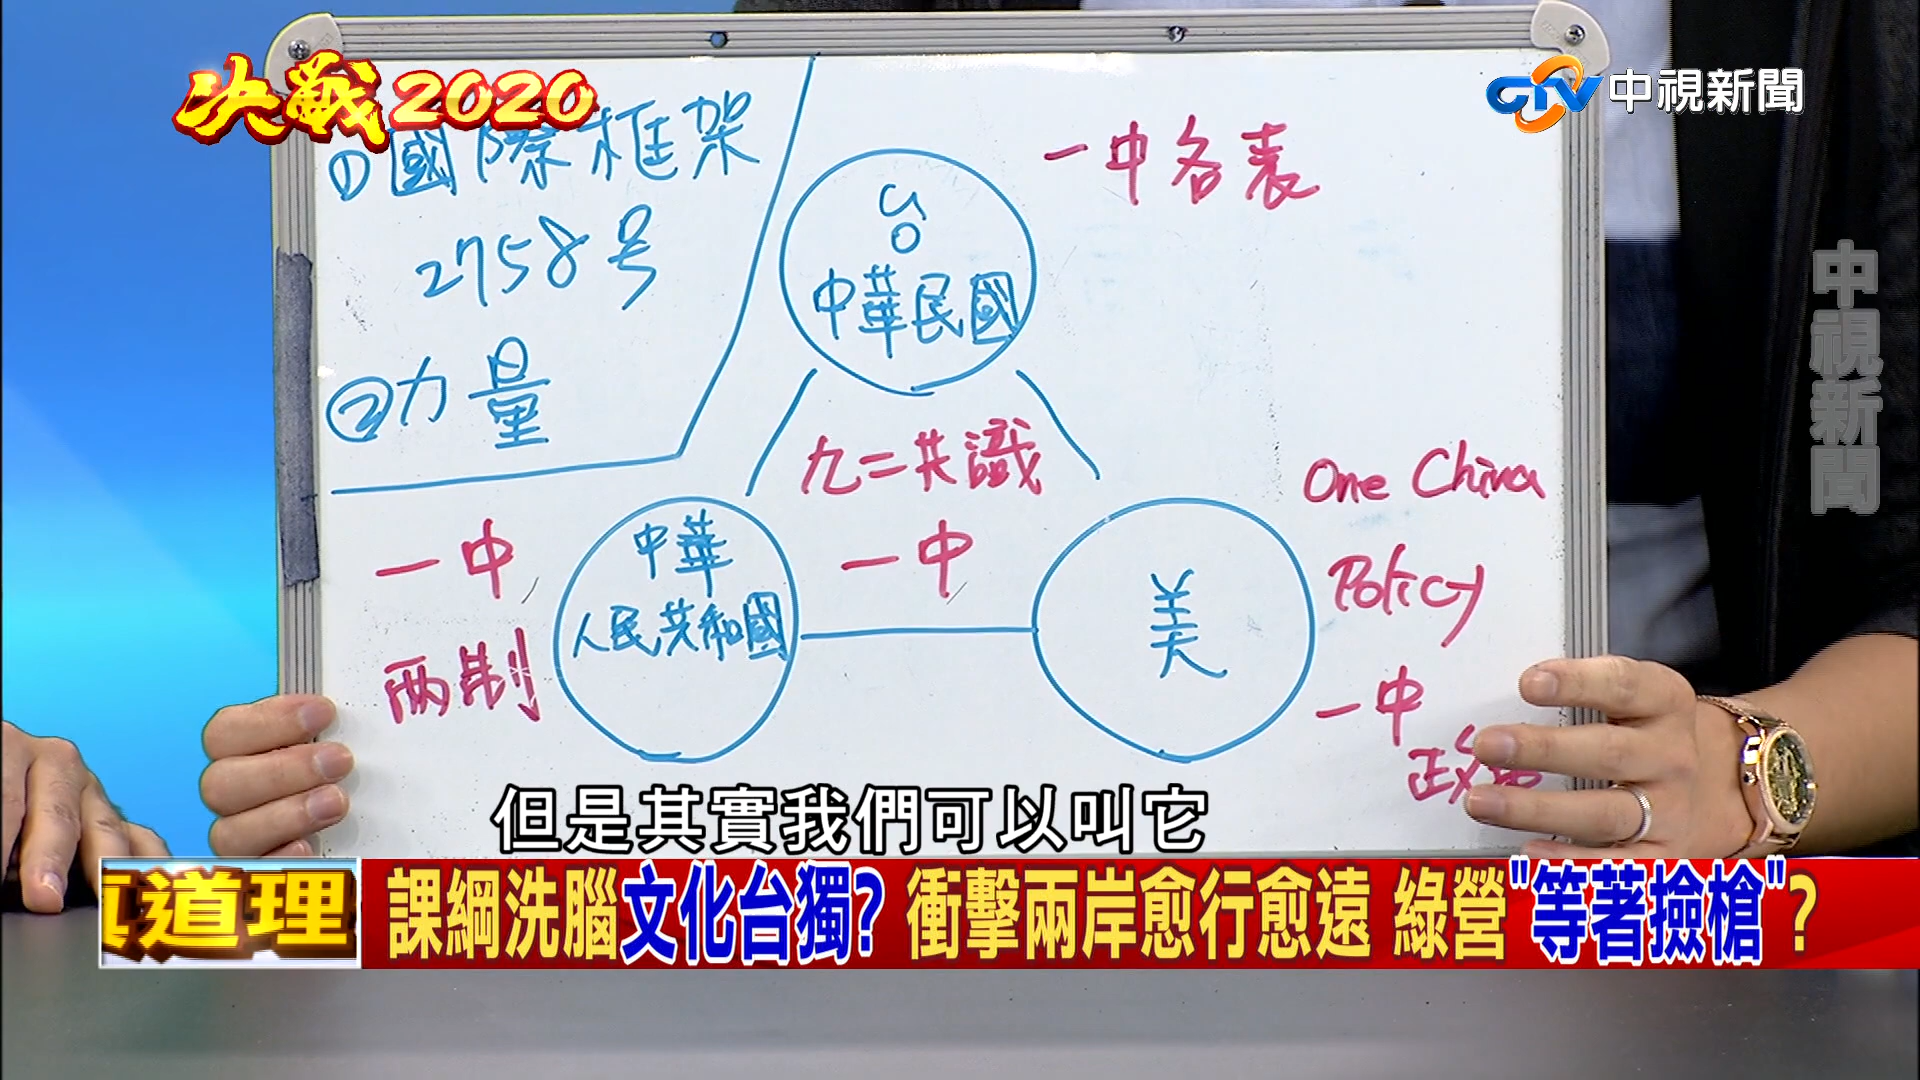 決戰2020
CTV中視新聞
中視新聞
①國際框架
2758号
②力量
台
中華民國
一中各表
九二共識
一中
One China
Policy
一中
政
一中
兩制
中華
人民共和國
美
但是其實我們可以叫它
道理
課綱洗腦文化台獨? 衝擊兩岸愈行愈遠 綠營"等著撿槍"?